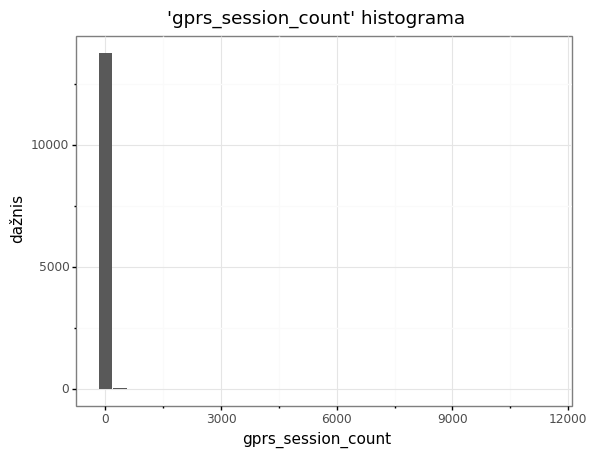 'gprs_session_count' histograma
10000
5000
0
dažnis
0 3000 6000 9000 12000
gprs_session_count